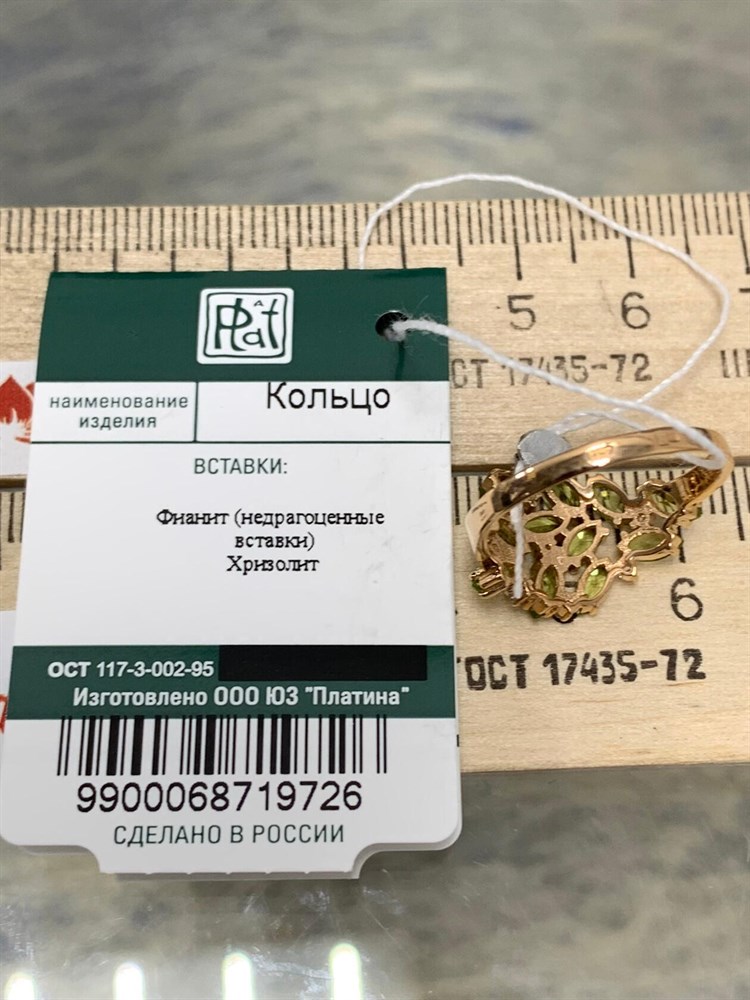 Plat
5 6
ОСТ 17435-72
наименование
изделия
Кольцо
ВСТАВКИ:
Фианит (недрагоценные
вставки)
Хризолит
6
ГОСТ 17435-72
ОСТ 117-3-002-95
Изготовлено ООО ЮЗ "Платина"
9900068719726
СДЕЛАНО В РОССИИ